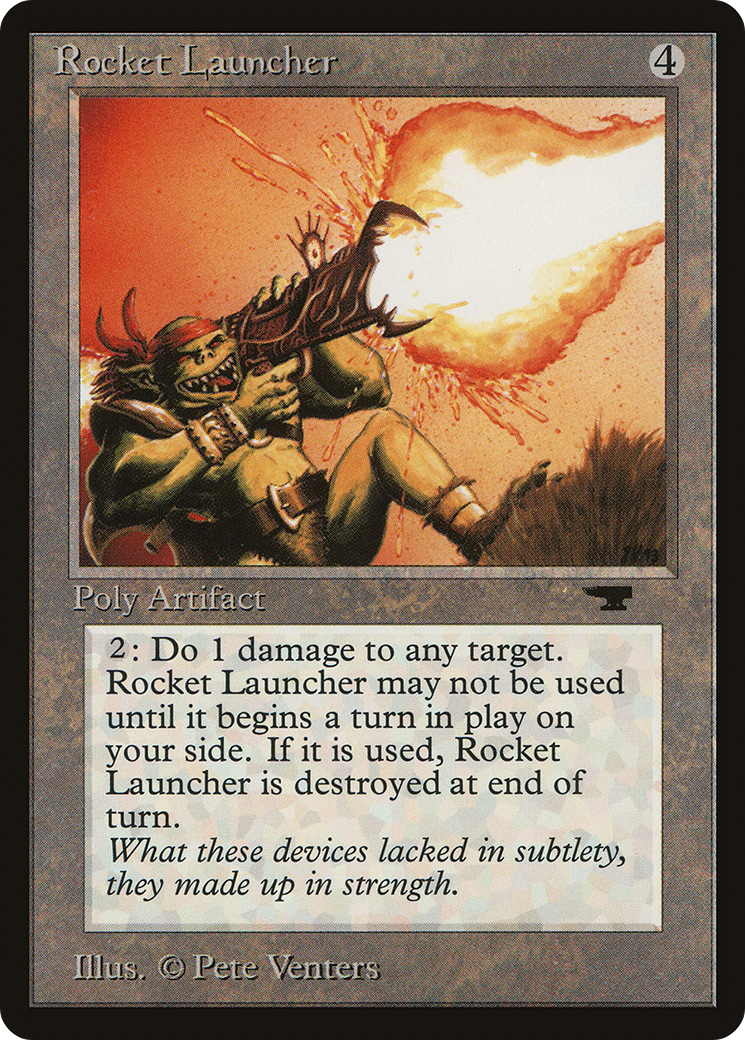 Rocket Launcher 4
Poly Artifact
2: Do 1 damage to any target.
Rocket Launcher may not be used
until it begins a turn in play on
your side. If it is used, Rocket
Launcher is destroyed at end of
turn.
What these devices lacked in subtlety,
they made up in strength.
Illus. © Pete Venters